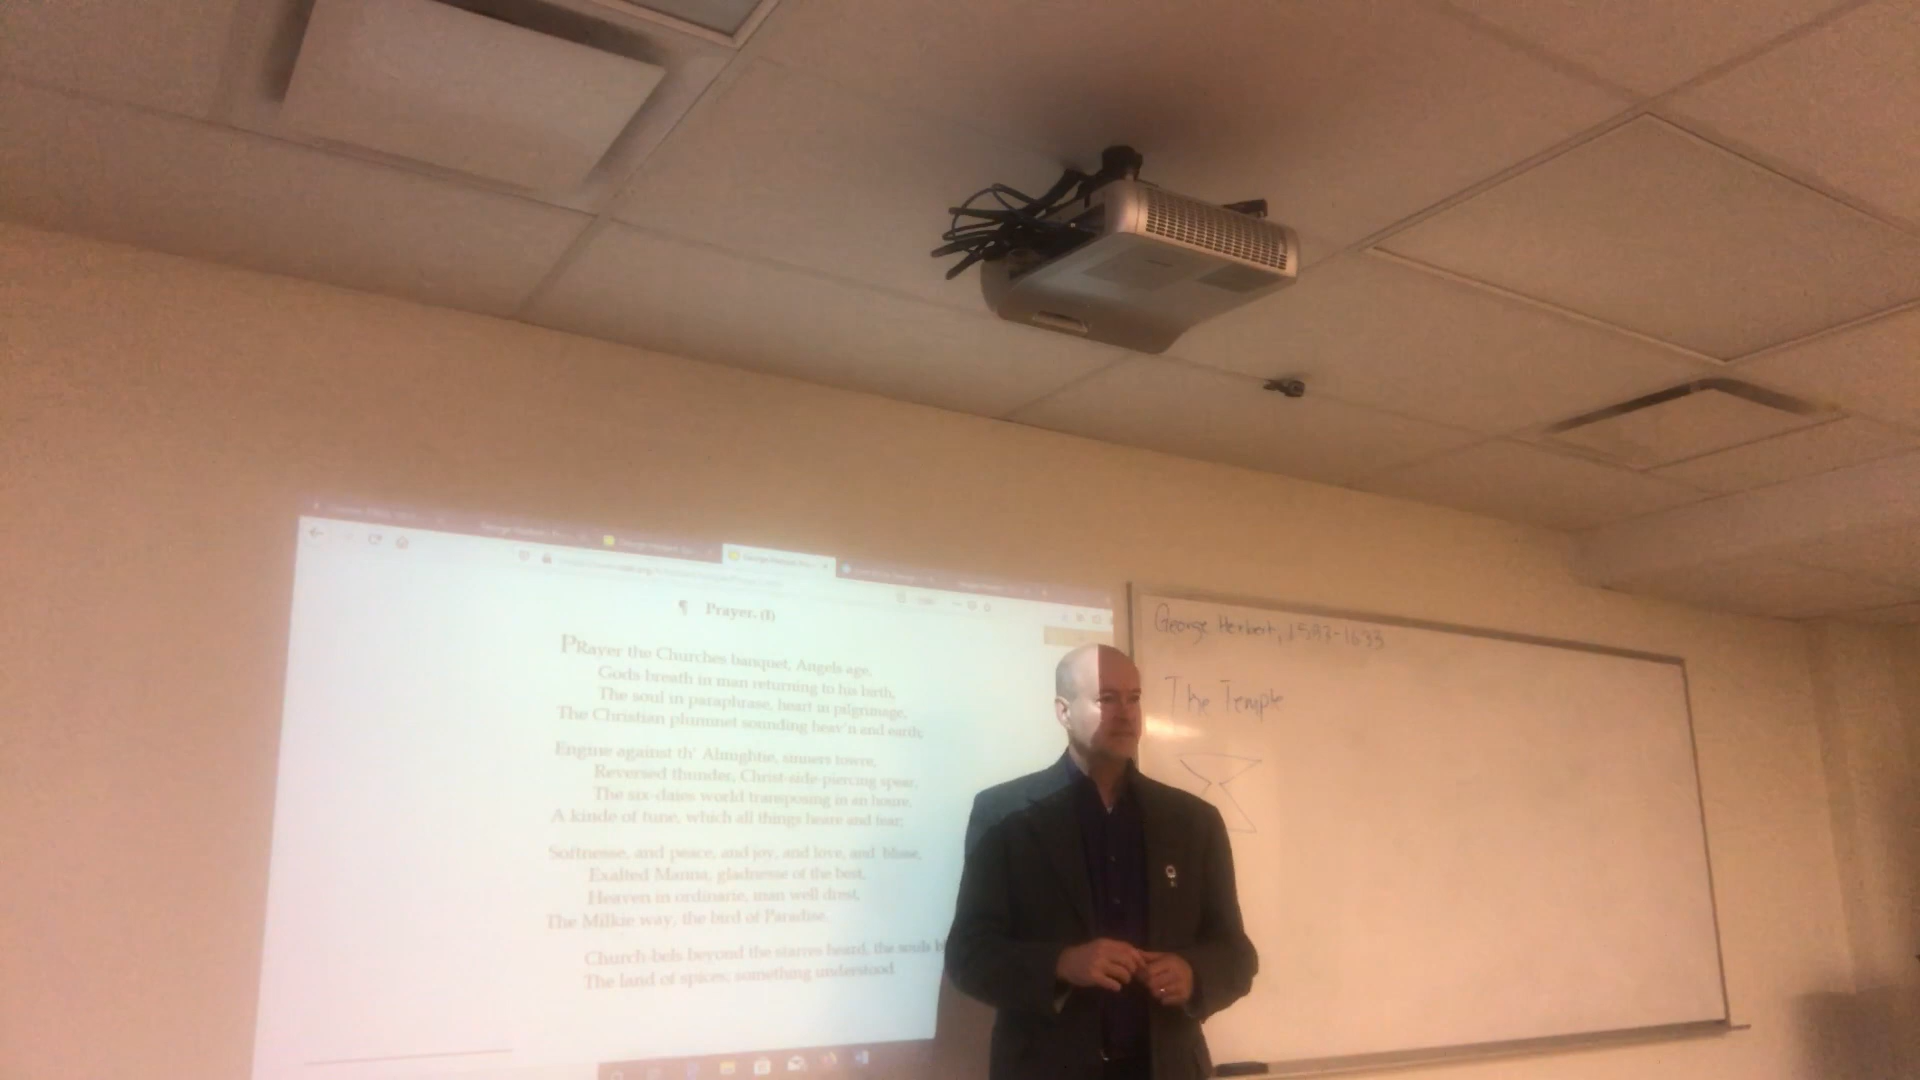 ¶ Prayer. (I)
PRayer the Churches banquet, Angels age,
Gods breath in man returning to his birth,
The soul in paraphrase, heart in pilgrimage,
The Christian plummet sounding heav'n and earth;
Engine against th' Almightie, sinners towre,
Reversed thunder, Christ-side-piercing spear,
The six-daies world transposing in an houre,
A kinde of tune, which all things heare and fear;
Softnesse, and peace, and joy, and love, and blisse,
Exalted Manna, gladnesse of the best,
Heaven in ordinarie, man well drest,
The Milkie way, the bird of Paradise,
Church-bels beyond the starres heard, the souls bl
The land of spices; something understood.
George Herbert, 1593-1633
The Temple